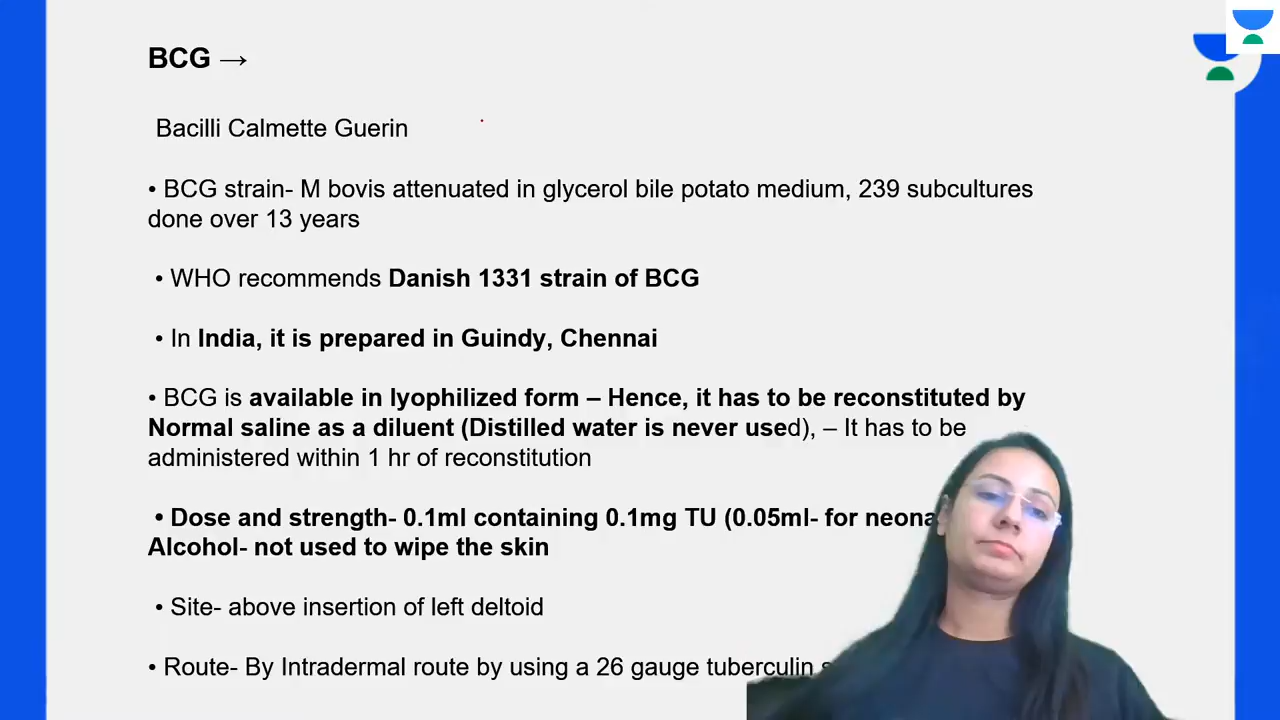 BCG →
Bacilli Calmette Guerin
• BCG strain- M bovis attenuated in glycerol bile potato medium, 239 subcultures
done over 13 years
• WHO recommends Danish 1331 strain of BCG
• In India, it is prepared in Guindy, Chennai
• BCG is available in lyophilized form – Hence, it has to be reconstituted by
Normal saline as a diluent (Distilled water is never used), – It has to be
administered within 1 hr of reconstitution
• Dose and strength- 0.1ml containing 0.1mg TU (0.05ml- for
Alcohol- not used to wipe the skin
• Site- above insertion of left deltoid
• Route- By Intradermal route by using a 26 gauge tuberculin